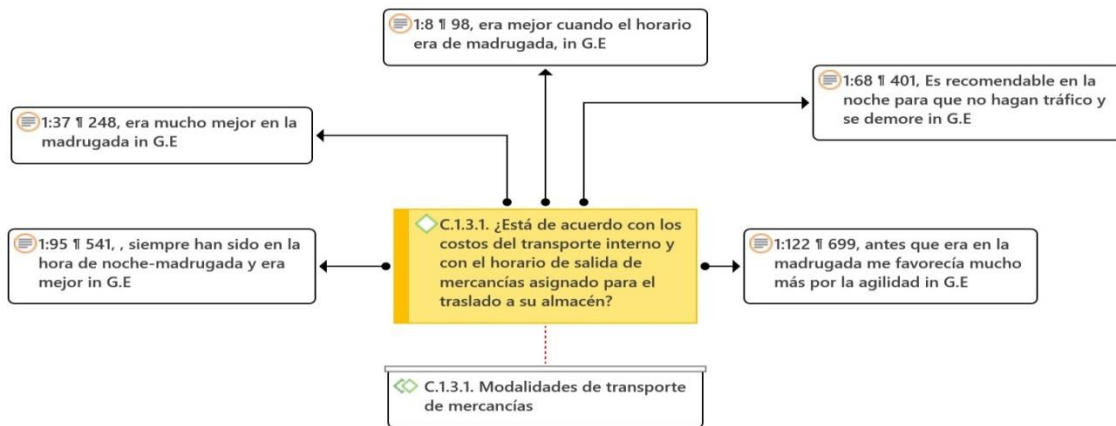 1:8 ¶ 98, era mejor cuando el horario
era de madrugada, in G.E
1:68 ¶ 401, Es recomendable en la
noche para que no hagan tráfico y
se demore in G.E
1:37 ¶ 248, era mucho mejor en la
madrugada in G.E
C.1.3.1. ¿Está de acuerdo con los
costos del transporte interno y
con el horario de salida de
mercancías asignado para el
traslado a su almacén?
1:95 ¶ 541, , siempre han sido en la
hora de noche-madrugada y era
mejor in G.E
1:122 ¶ 699, antes que era en la
madrugada me favorecía mucho
más por la agilidad in G.E
C.1.3.1. Modalidades de transporte
de mercancías